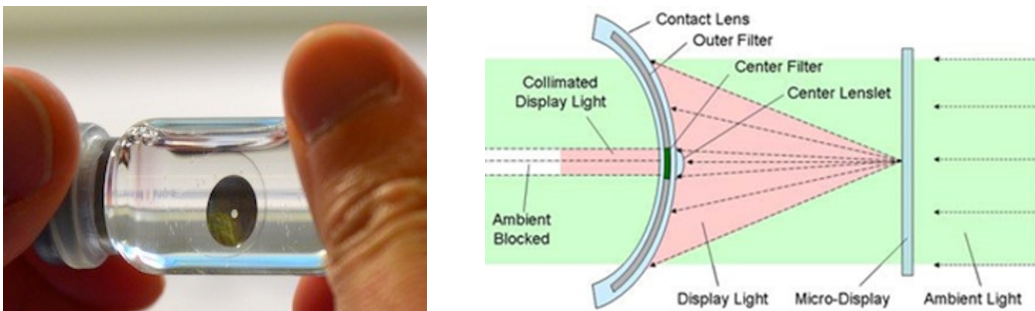 Contact Lens
Outer Filter
Center Filter
Center Lenslet
Collimated
Display Light
Ambient
Blocked
Display Light
Micro-Display
Ambient Light